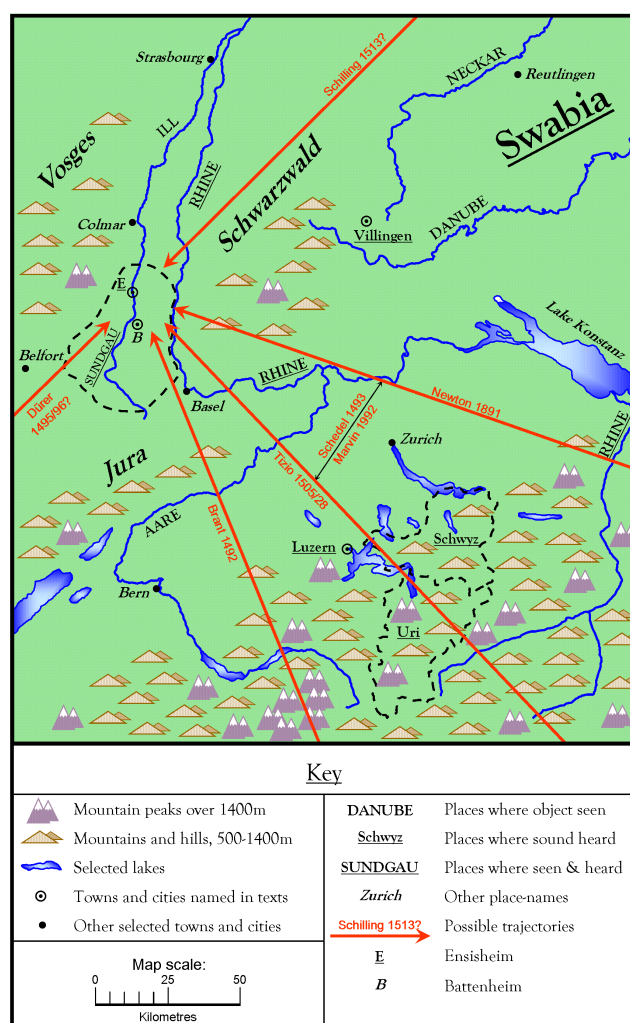 Strasbourg
Schilling 1513?
NECKAR
Reutlingen
Swabia
ILL
Vosges
RHINE
Schwarzwald
Colmar
Villingen
DANUBE
E
B
SUNDGAU
Belfort
Dürer
1495/96?
Basel
RHINE
Lake Konstanz
Newton 1891
Schedel 1493
Marvin 1992
Zurich
RHINE
Jura
Tizio 1505/28
AARE
Brant 1492
Schwyz
Luzern
Bern
Uri
Key
Mountain peaks over 1400m
Mountains and hills, 500-1400m
Selected lakes
Towns and cities named in texts
Other selected towns and cities
Map scale:
0 25 50
Kilometres
DANUBE Places where object seen
Schwyz Places where sound heard
SUNDGAU Places where seen & heard
Zurich Other place-names
Schilling 1513? Possible trajectories
E Ensisheim
B Battenheim